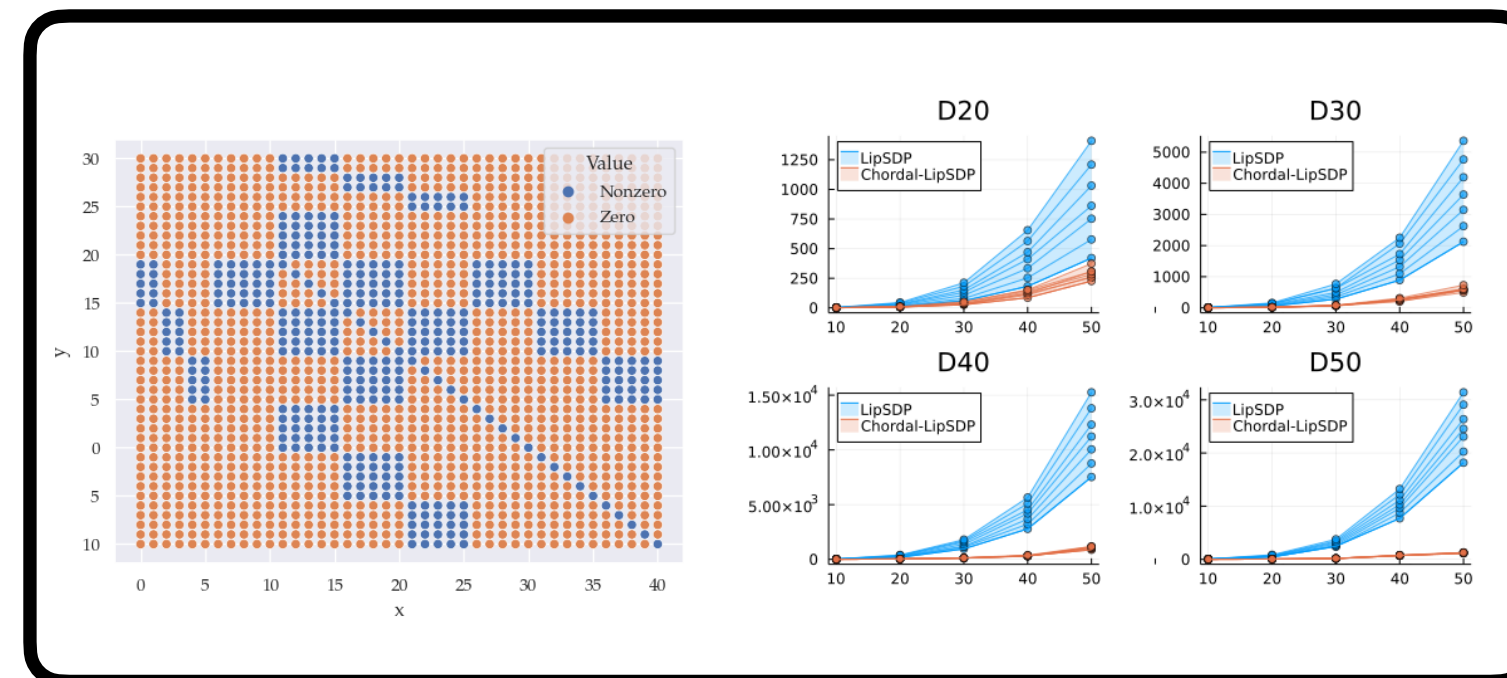 Value
Nonzero
Zero
30
25
20
15
10
5
0
5
10
y
0 5 10 15 20 25 30 35 40
x
D20
LipSDP
Chordal-LipSDP
1250
1000
750
500
250
0
10 20 30 40 50
D30
LipSDP
Chordal-LipSDP
5000
4000
3000
2000
1000
0
10 20 30 40 50
D40
LipSDP
Chordal-LipSDP
1.50×10⁴
1.00×10⁴
5.00×10³
0
10 20 30 40 50
D50
LipSDP
Chordal-LipSDP
3.0×10⁴
2.0×10⁴
1.0×10⁴
0
10 20 30 40 50